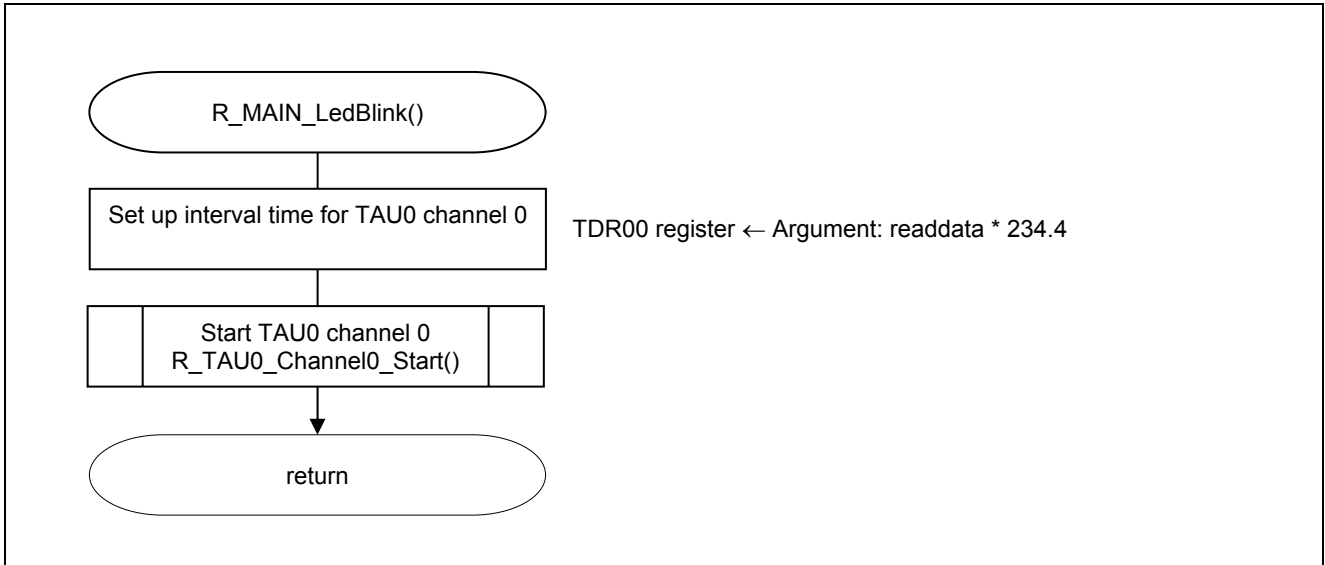 R_MAIN_LedBlink()
Set up interval time for TAU0 channel 0
TDR00 register ← Argument: readdata * 234.4
Start TAU0 channel 0
R_TAU0_Channel0_Start()
return